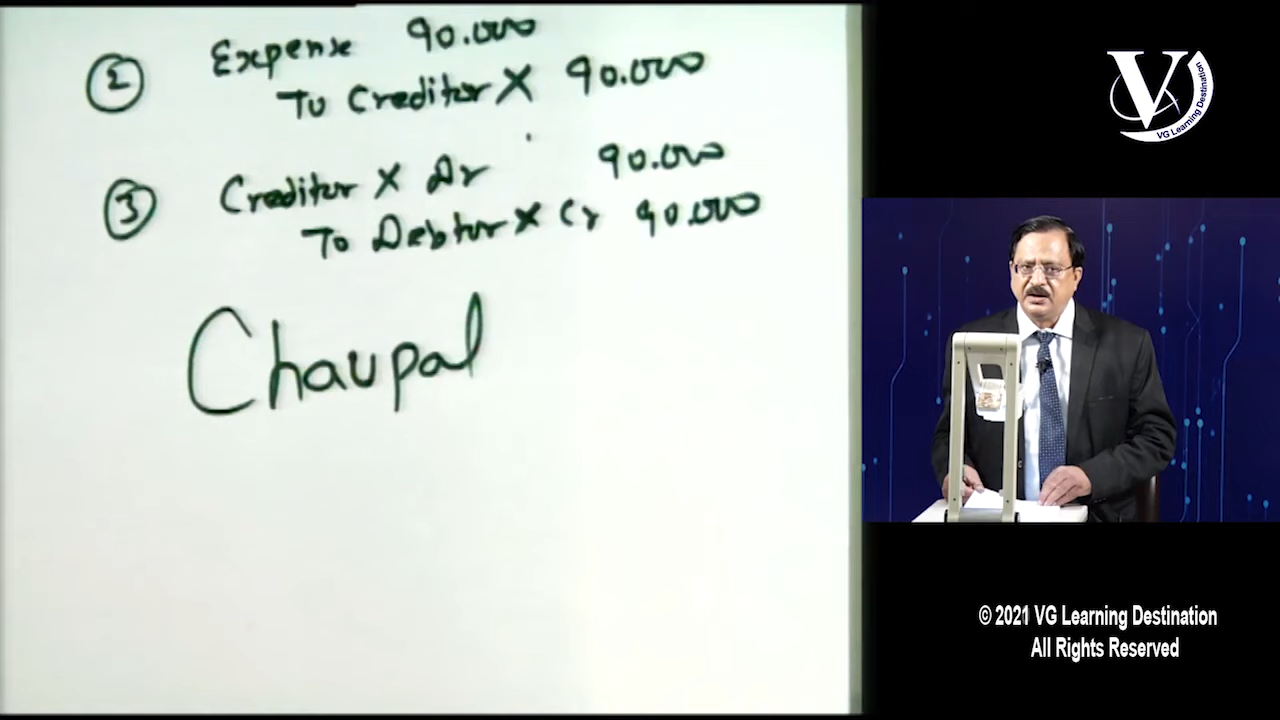 ② Expense 90.000
To Creditor X 90.000
③ Creditor X Dr 90.000
To Debtor X Cr 90.000
Chaupal
V
VG Learning Destination
© 2021 VG Learning Destination
All Rights Reserved